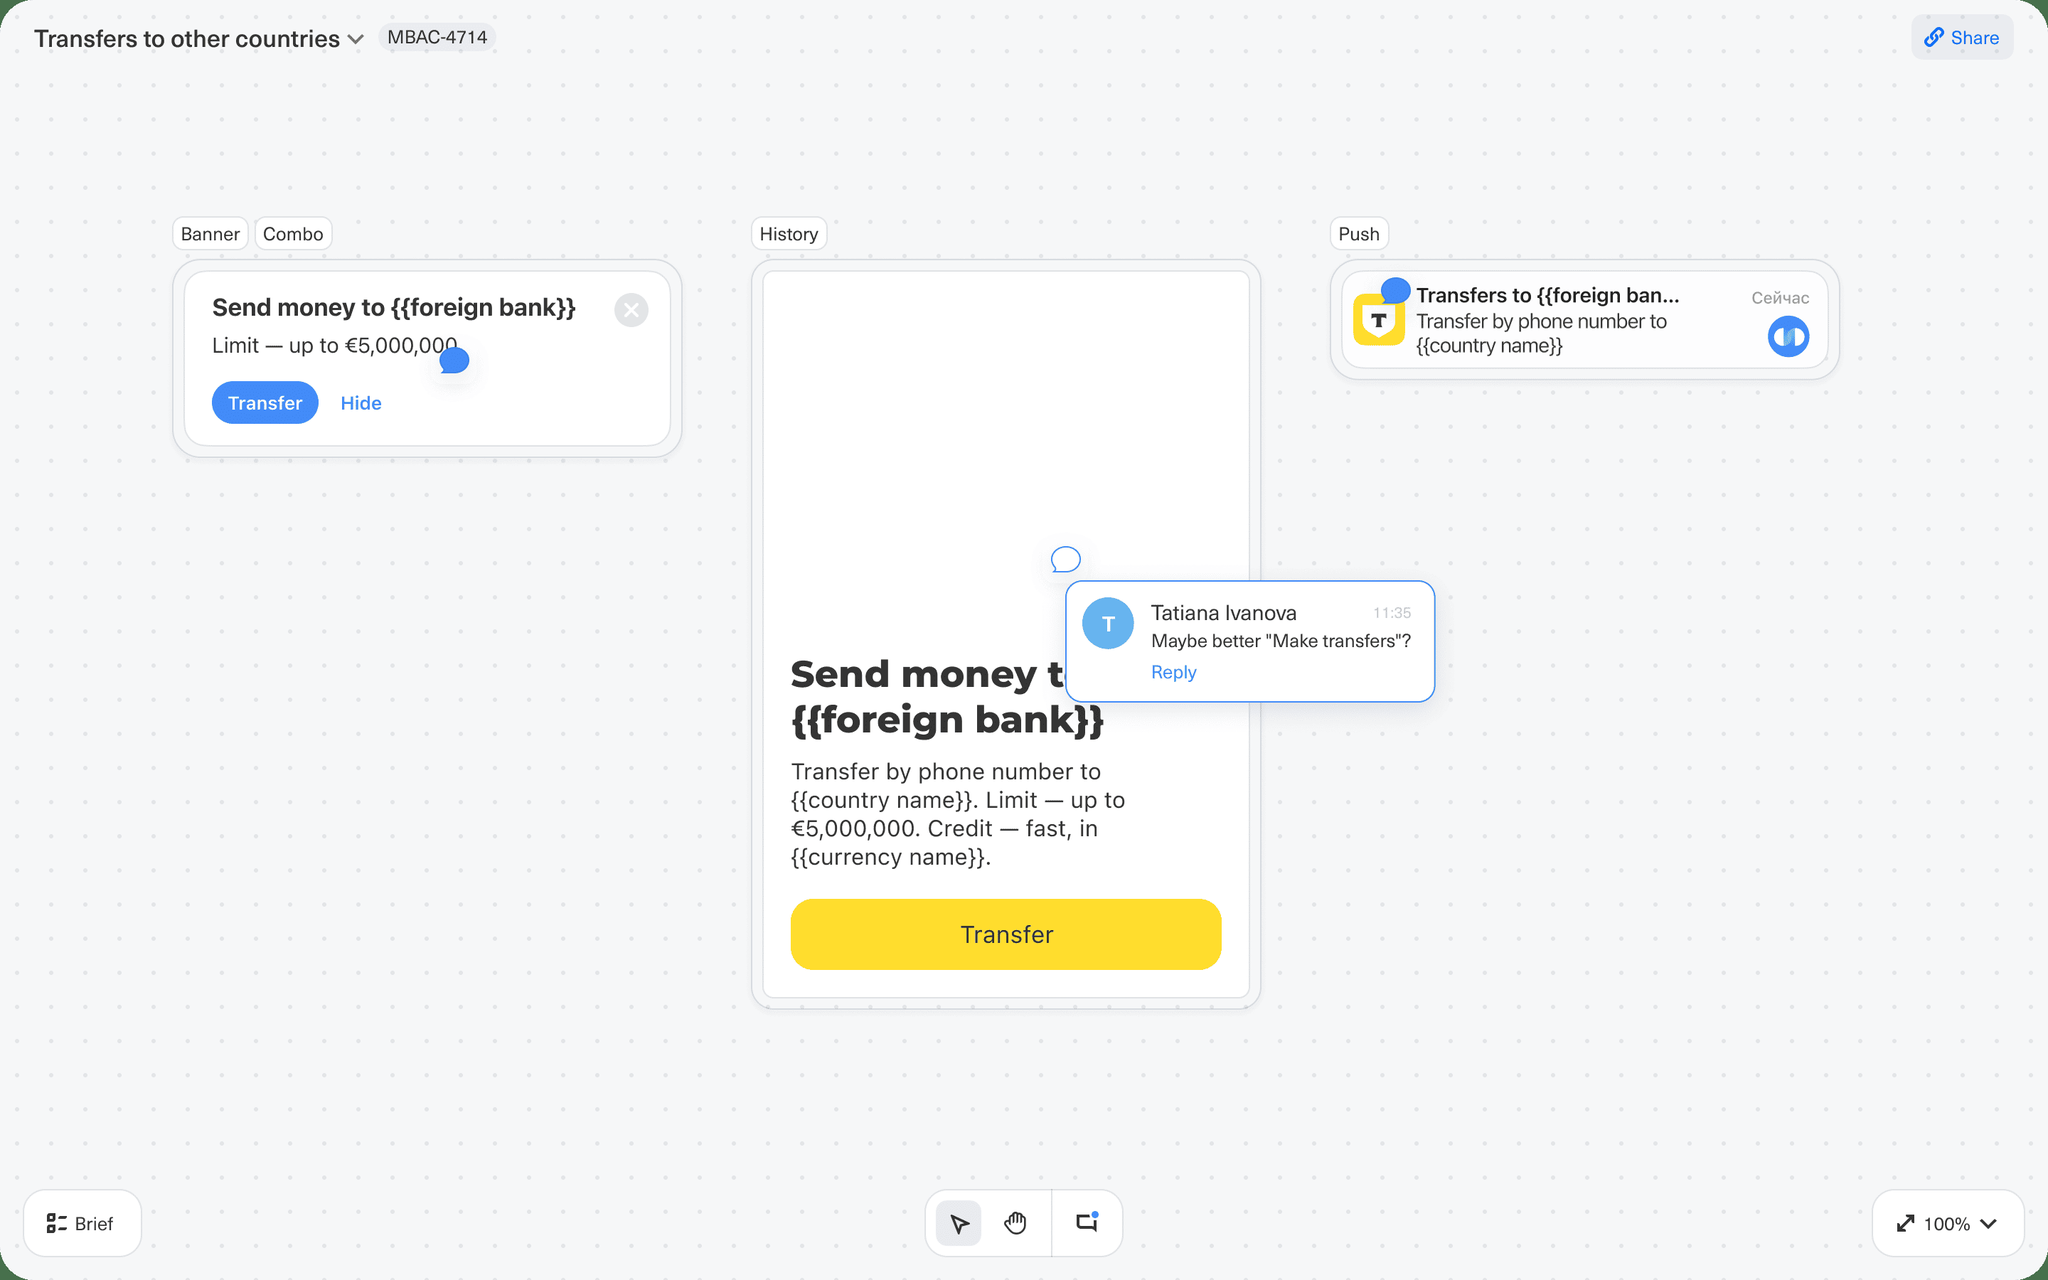 Transfers to other countries
MBAC-4714
Share
Banner
Combo
Send money to {{foreign bank}}
Limit — up to €5,000,000
Transfer
Hide
History
Send money
{{foreign bank}}
Transfer by phone number to
{{country name}}. Limit — up to
€5,000,000. Credit — fast, in
{{currency name}}.
Transfer
T
Tatiana Ivanova
11:35
Maybe better "Make transfers"?
Reply
Push
T
Transfers to {{foreign ban...
Сейчас
Transfer by phone number to
{{country name}}
Brief
100%